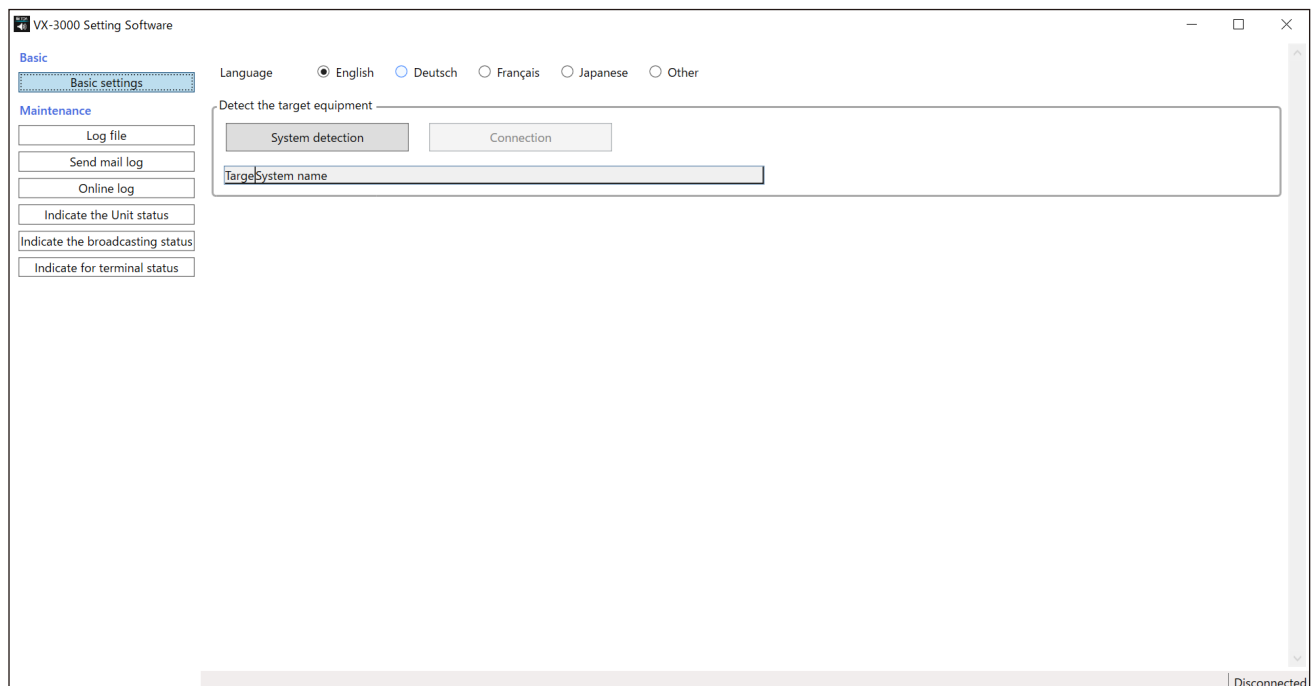 VX-3000 Setting Software
Basic
Basic settings
Maintenance
Log file
Send mail log
Online log
Indicate the Unit status
Indicate the broadcasting status
Indicate for terminal status
Language English Deutsch Français Japanese Other
Detect the target equipment
System detection Connection
Targe System name
Disconnected